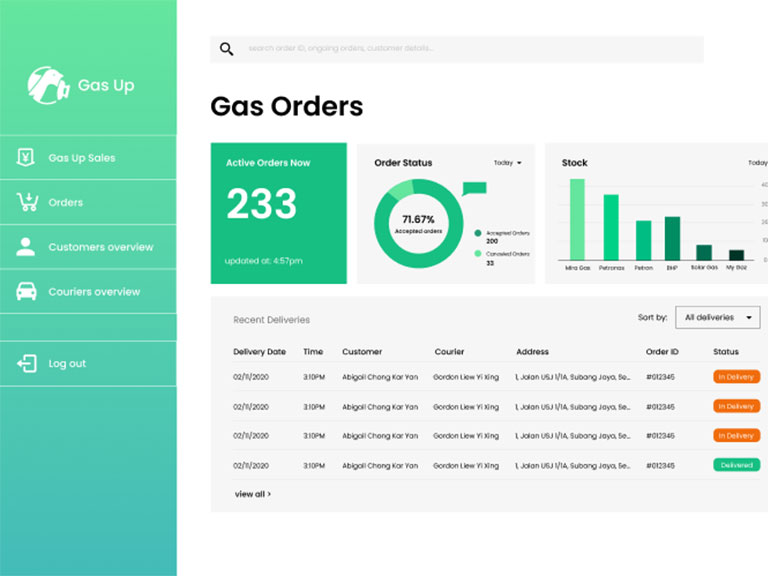 Gas Up
Gas Up Sales
Orders
Customers overview
Couriers overview
Log out
search order ID, ongoing orders, customer details...
Gas Orders
Active Orders Now
233
updated at: 4:57pm
Order Status
Today
71.67%
Accepted orders
Accepted Orders
200
Canceled Orders
33
Stock
Today
Mira Gas Petronas Petron BHP Solar Gas My Gaz
Recent Deliveries
Sort by: All deliveries
Delivery Date Time Customer Courier Address Order ID Status
02/11/2020 3:10PM Abigail Chong Kar Yan Gordon Liew Yi Xing 1, Jalan USJ 1/1A, Subang Jaya, Se... #012345 In Delivery
02/11/2020 3:10PM Abigail Chong Kar Yan Gordon Liew Yi Xing 1, Jalan USJ 1/1A, Subang Jaya, Se... #012345 In Delivery
02/11/2020 3:10PM Abigail Chong Kar Yan Gordon Liew Yi Xing 1, Jalan USJ 1/1A, Subang Jaya, Se... #012345 In Delivery
02/11/2020 3:10PM Abigail Chong Kar Yan Gordon Liew Yi Xing 1, Jalan USJ 1/1A, Subang Jaya, Se... #012345 Delivered
view all >